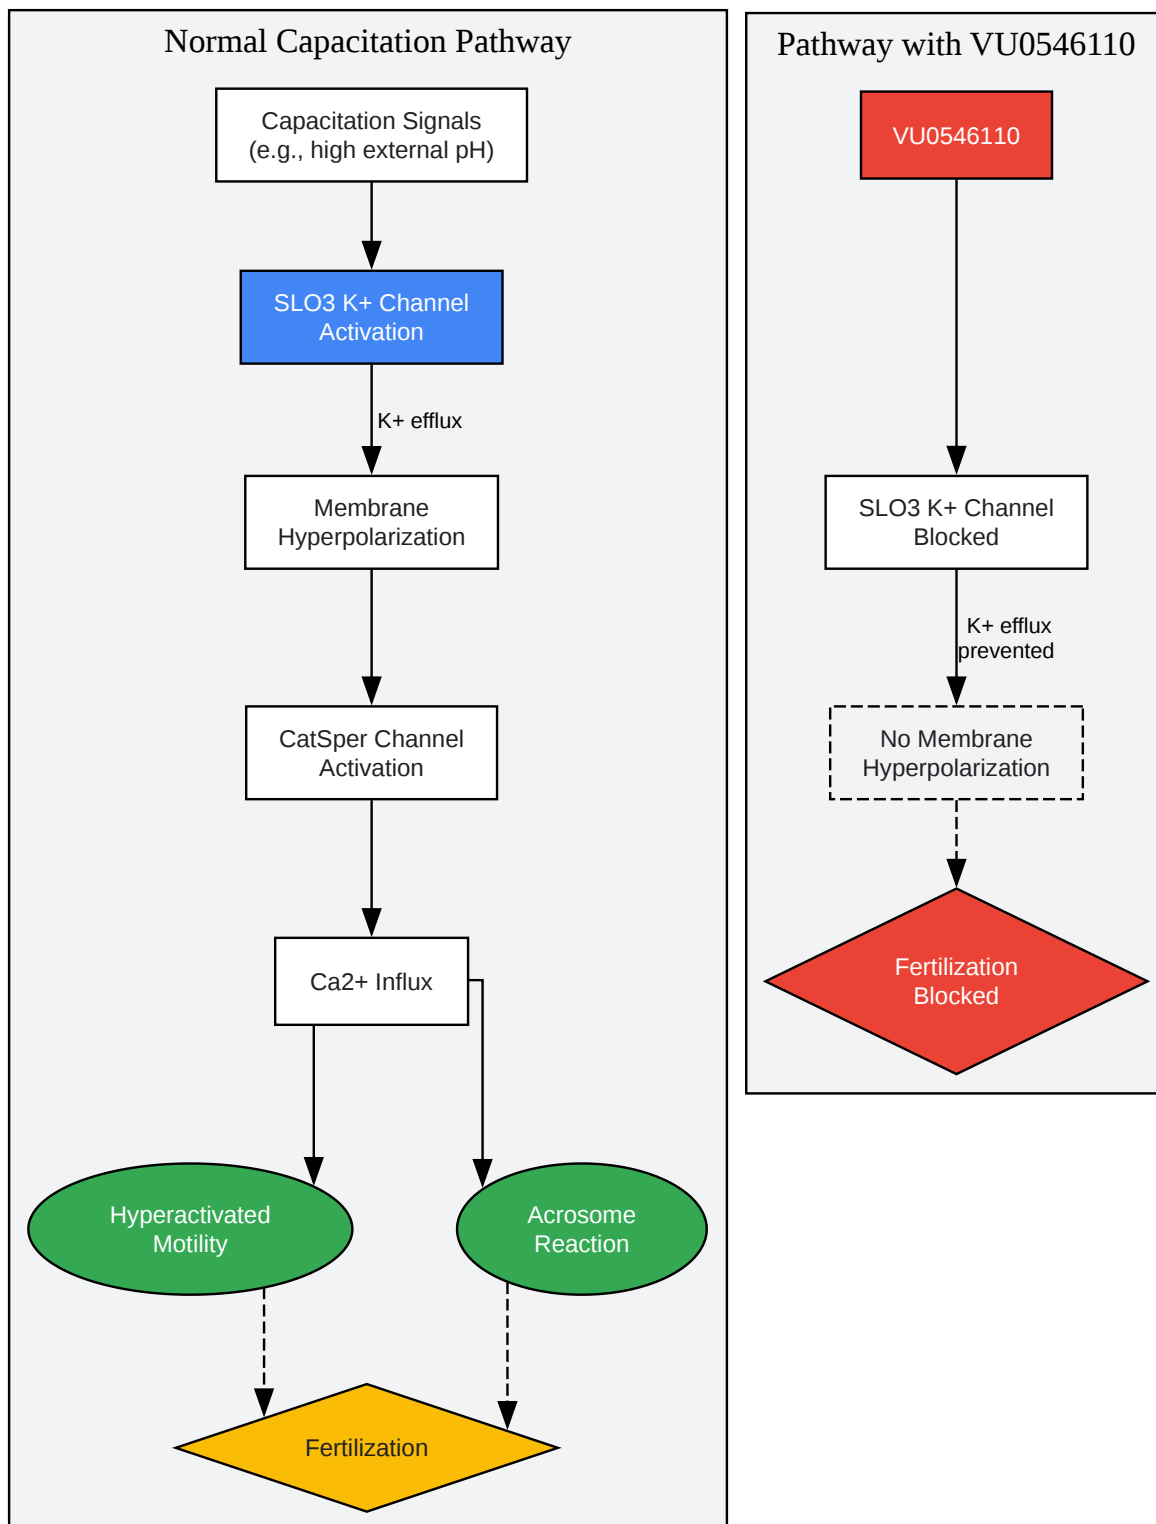 Normal Capacitation Pathway
Capacitation Signals
(e.g., high external pH)
SLO3 K+ Channel
Activation
K+ efflux
Membrane
Hyperpolarization
CatSper Channel
Activation
Ca2+ Influx
Hyperactivated
Motility
Acrosome
Reaction
Fertilization
Pathway with VU0546110
VU0546110
SLO3 K+ Channel
Blocked
K+ efflux
prevented
No Membrane
Hyperpolarization
Fertilization
Blocked